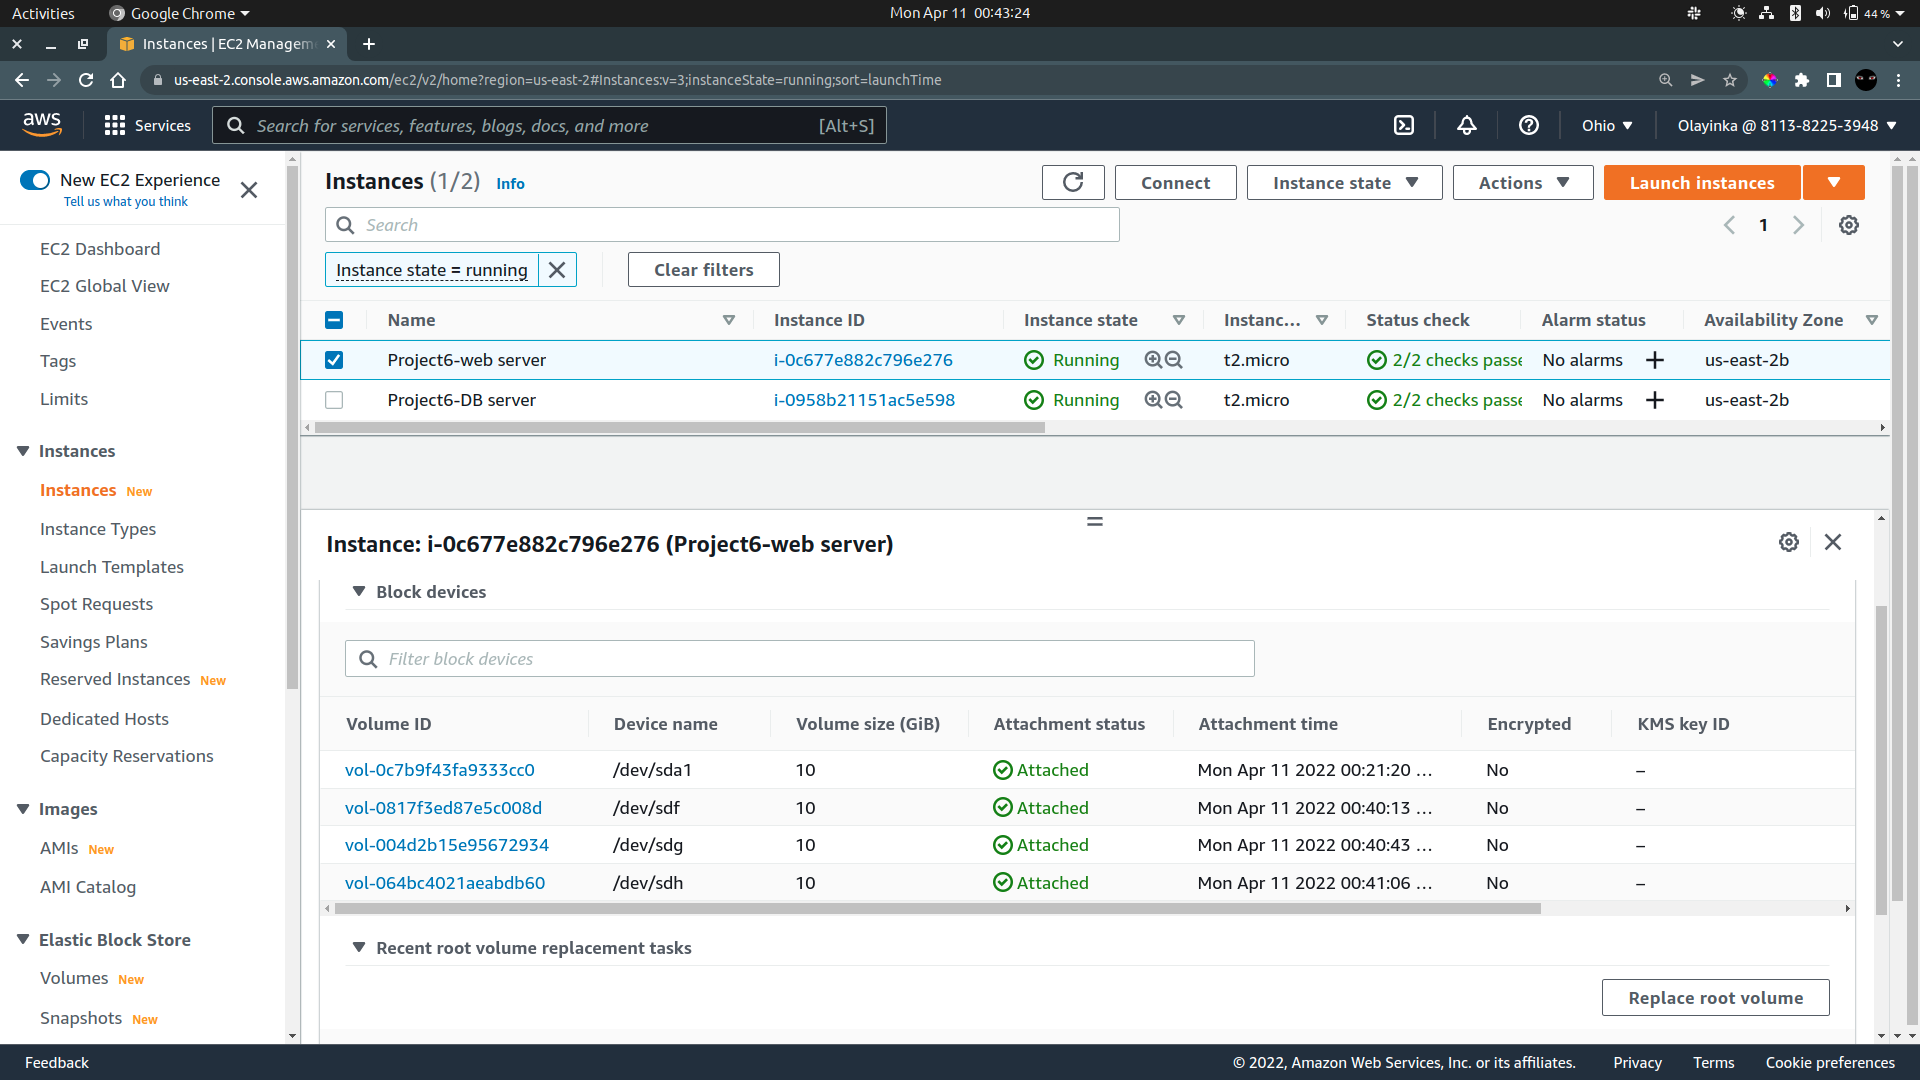 Activities Google Chrome Mon Apr 11 00:43:24 44 %
Instances | EC2 Managem
us-east-2.console.aws.amazon.com/ec2/v2/home?region=us-east-2#Instances:v=3;instanceState=running;sort=launchTime
aws Services Search for services, features, blogs, docs, and more [Alt+S] Ohio Olayinka @ 8113-8225-3948
New EC2 Experience
Tell us what you think
EC2 Dashboard
EC2 Global View
Events
Tags
Limits
Instances
Instances New
Instance Types
Launch Templates
Spot Requests
Savings Plans
Reserved Instances New
Dedicated Hosts
Capacity Reservations
Images
AMIs New
AMI Catalog
Elastic Block Store
Volumes New
Snapshots New
Instances (1/2) Info Connect Instance state Actions Launch instances
Search 1
Instance state = running Clear filters
Name Instance ID Instance state Instanc... Status check Alarm status Availability Zone
Project6-web server i-0c677e882c796e276 Running t2.micro 2/2 checks passe No alarms + us-east-2b
Project6-DB server i-0958b21151ac5e598 Running t2.micro 2/2 checks passe No alarms + us-east-2b
Instance: i-0c677e882c796e276 (Project6-web server)
Block devices
Filter block devices
Volume ID Device name Volume size (GiB) Attachment status Attachment time Encrypted KMS key ID
vol-0c7b9f43fa9333cc0 /dev/sda1 10 Attached Mon Apr 11 2022 00:21:20 ... No –
vol-0817f3ed87e5c008d /dev/sdf 10 Attached Mon Apr 11 2022 00:40:13 ... No –
vol-004d2b15e95672934 /dev/sdg 10 Attached Mon Apr 11 2022 00:40:43 ... No –
vol-064bc4021aeabdb60 /dev/sdh 10 Attached Mon Apr 11 2022 00:41:06 ... No –
Recent root volume replacement tasks
Replace root volume
Feedback © 2022, Amazon Web Services, Inc. or its affiliates. Privacy Terms Cookie preferences